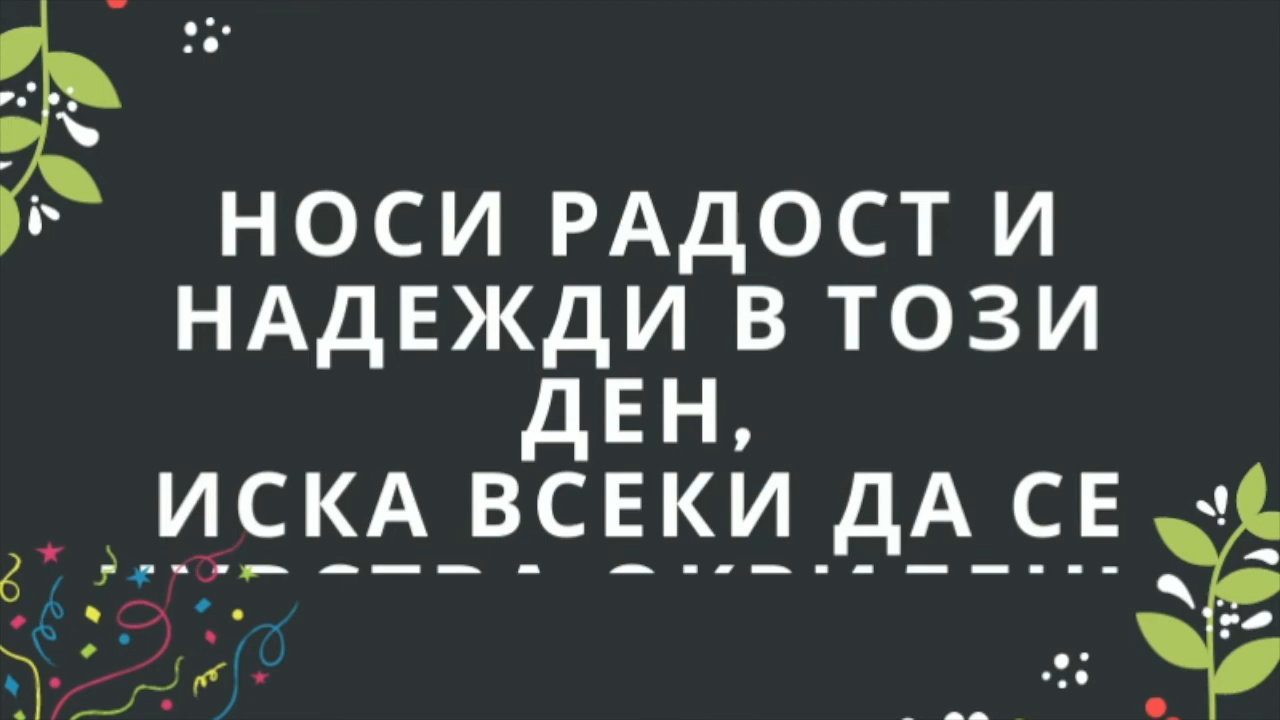 НОСИ РАДОСТ И
НАДЕЖДИ В ТОЗИ
ДЕН,
ИСКА ВСЕКИ ДА СЕ